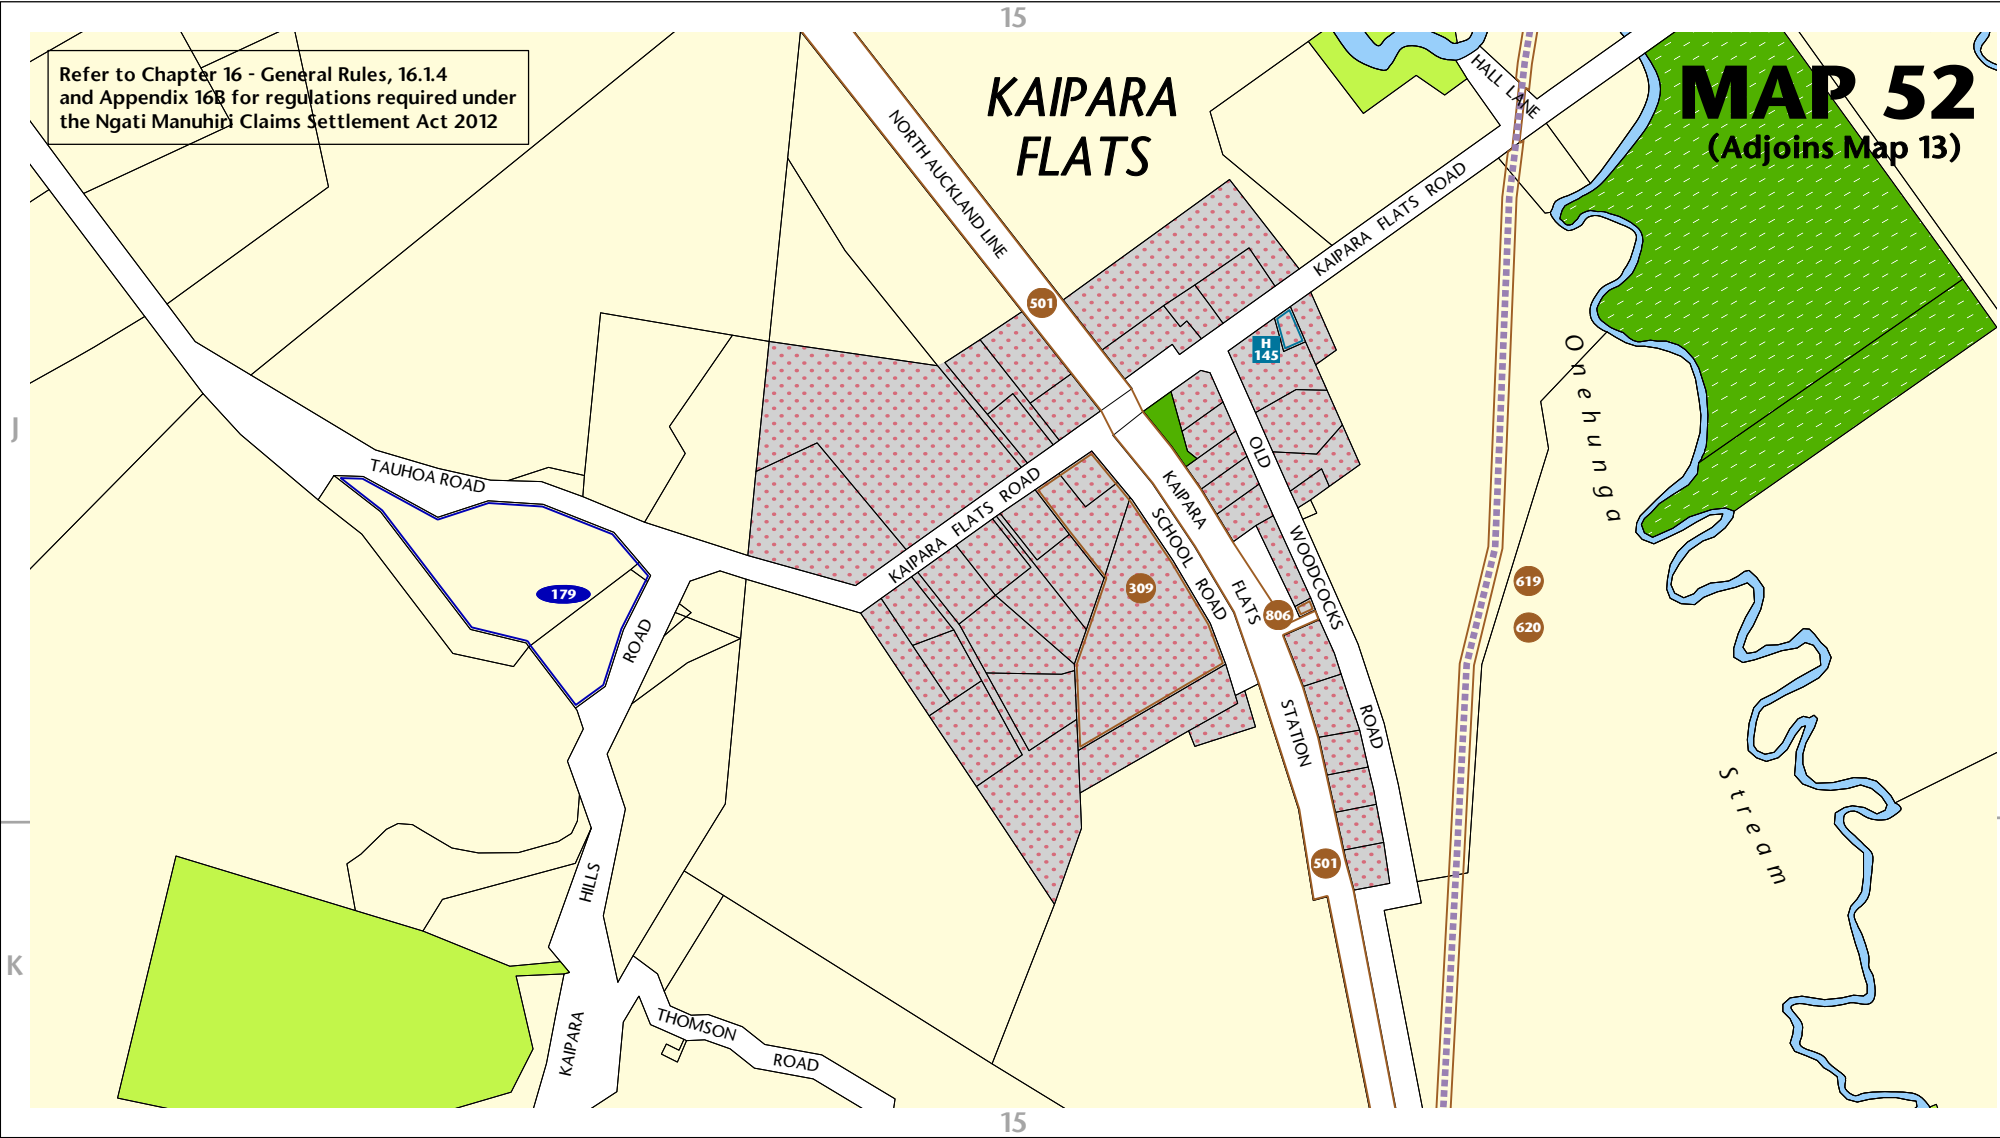 15
Refer to Chapter 16 - General Rules, 16.1.4
and Appendix 16B for regulations required under
the Ngati Manuhiri Claims Settlement Act 2012
KAIPARA
FLATS
MAP 52
(Adjoins Map 13)
HALL LANE
NORTH AUCKLAND LINE
KAIPARA FLATS ROAD
501
H
145
J
TAUHOA ROAD
KAIPARA FLATS ROAD
OLD WOODCOCKS ROAD
KAIPARA FLATS STATION
SCHOOL ROAD
Onehunga Stream
179
309
806
619
620
501
K
KAIPARA HILLS ROAD
THOMSON ROAD
15